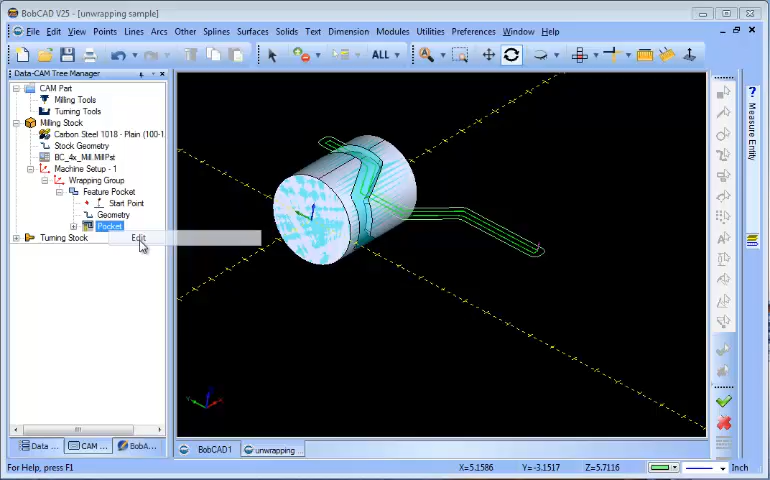 BobCAD V25 - [unwrapping sample]
File Edit View Points Lines Arcs Other Splines Surfaces Solids Text Dimension Modules Utilities Preferences Window Help
ALL
Data-CAM Tree Manager
CAM Part
Milling Tools
Turning Tools
Milling Stock
Carbon Steel 1018 - Plain (100-1
Stock Geometry
BC_4x_Mill.MillPst
Machine Setup - 1
Wrapping Group
Feature Pocket
Start Point
Geometry
Pocket
Turning Stock
Edit
Measure Entity
Data ...
CAM ...
BobA...
BobCAD1
unwrapping ...
For Help, press F1
X=5.1586 Y=-3.1517 Z=5.7116 Inch